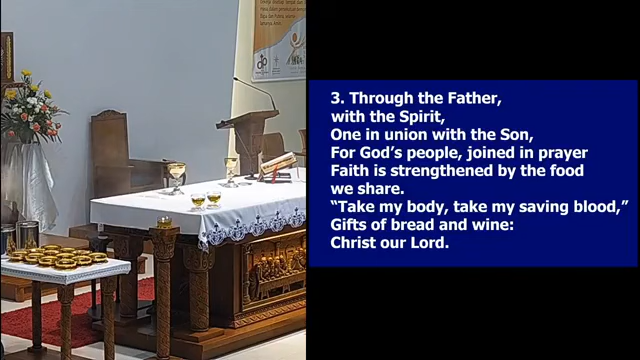 3. Through the Father,
with the Spirit,
One in union with the Son,
For God's people, joined in prayer
Faith is strengthened by the food
we share.
“Take my body, take my saving blood,”
Gifts of bread and wine:
Christ our Lord.